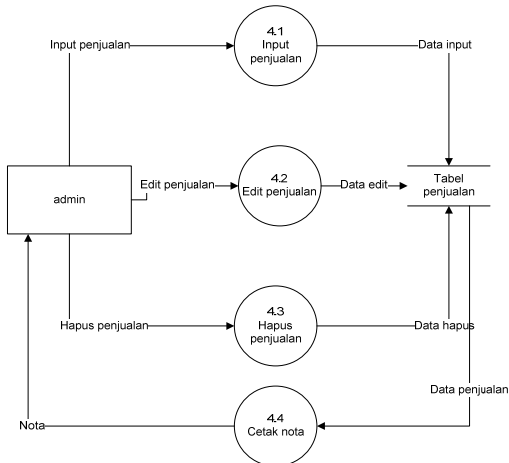 4.1
Input penjualan Input Data input
penjualan
4.2
Edit penjualan Edit penjualan Data edit
Tabel
penjualan
admin
4.3
Hapus penjualan Hapus Data hapus
penjualan
Data penjualan
4.4
Nota Cetak nota